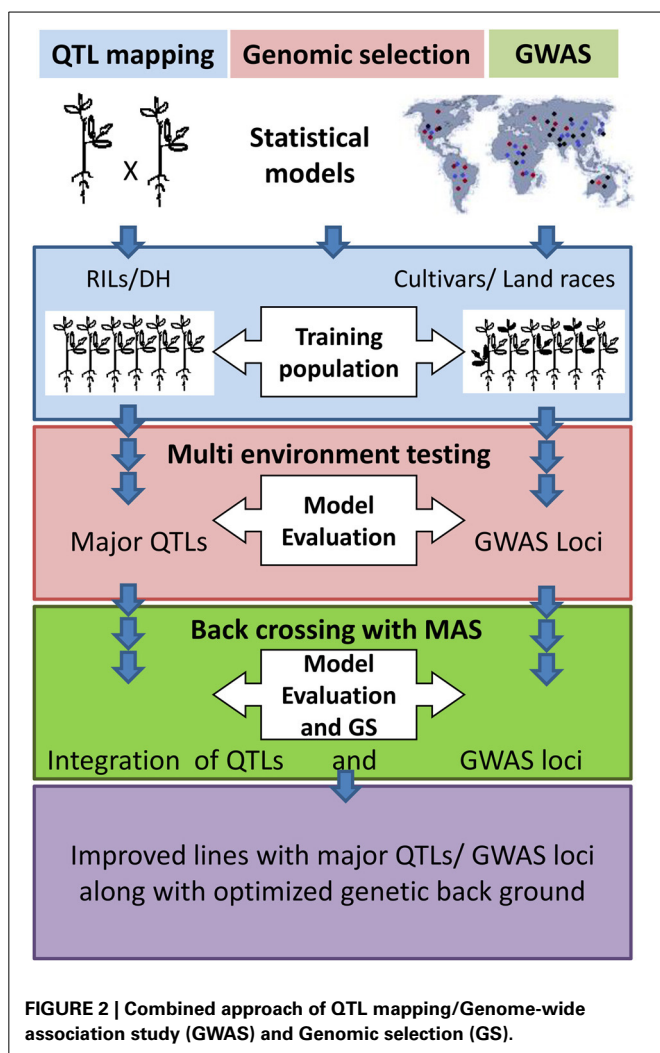 QTL mapping
Genomic selection
GWAS
X
Statistical
models
RILs/DH
Cultivars/ Land races
Training
population
Multi environment testing
Major QTLs
Model
Evaluation
GWAS Loci
Back crossing with MAS
Model
Evaluation
and GS
Integration of QTLs and GWAS loci
Improved lines with major QTLs/ GWAS loci
along with optimized genetic back ground
FIGURE 2 | Combined approach of QTL mapping/Genome-wide
association study (GWAS) and Genomic selection (GS).